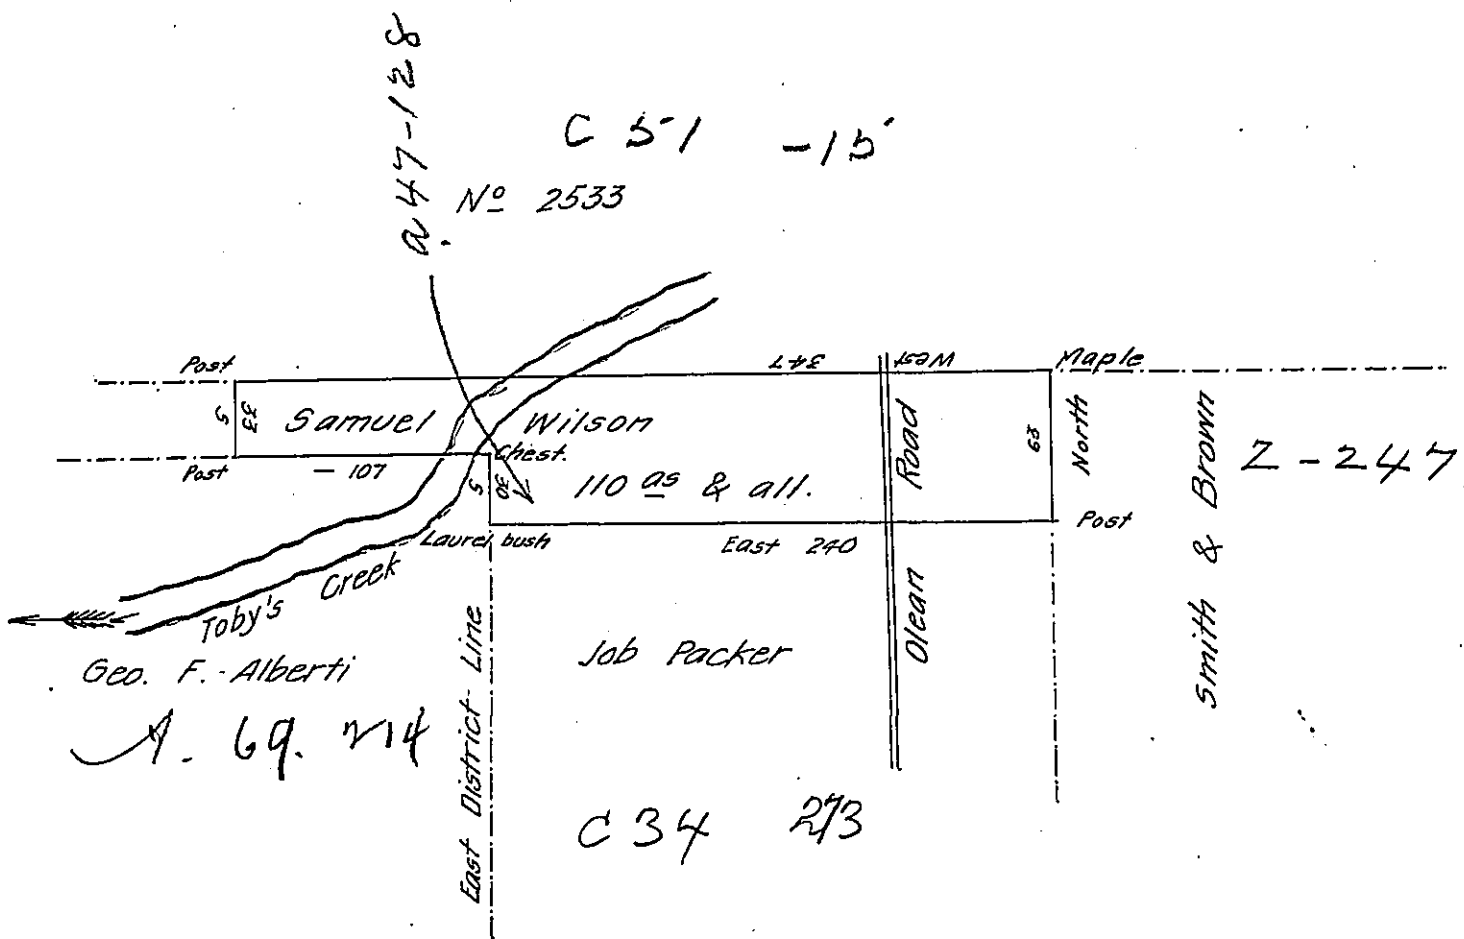 a. 47-128
C 51 -15
Nº 2533
Post
347
West
Maple
S 33
Samuel Wilson
Road
63
North
Smith & Brown
Z-247
Post
- 107
Chest.
S 30
110 as & all.
Post
Laurel bush
East 240
Toby's Creek
Olean
Geo. F. Alberti
East District Line
Job Packer
A. 69. 214
C 34 273